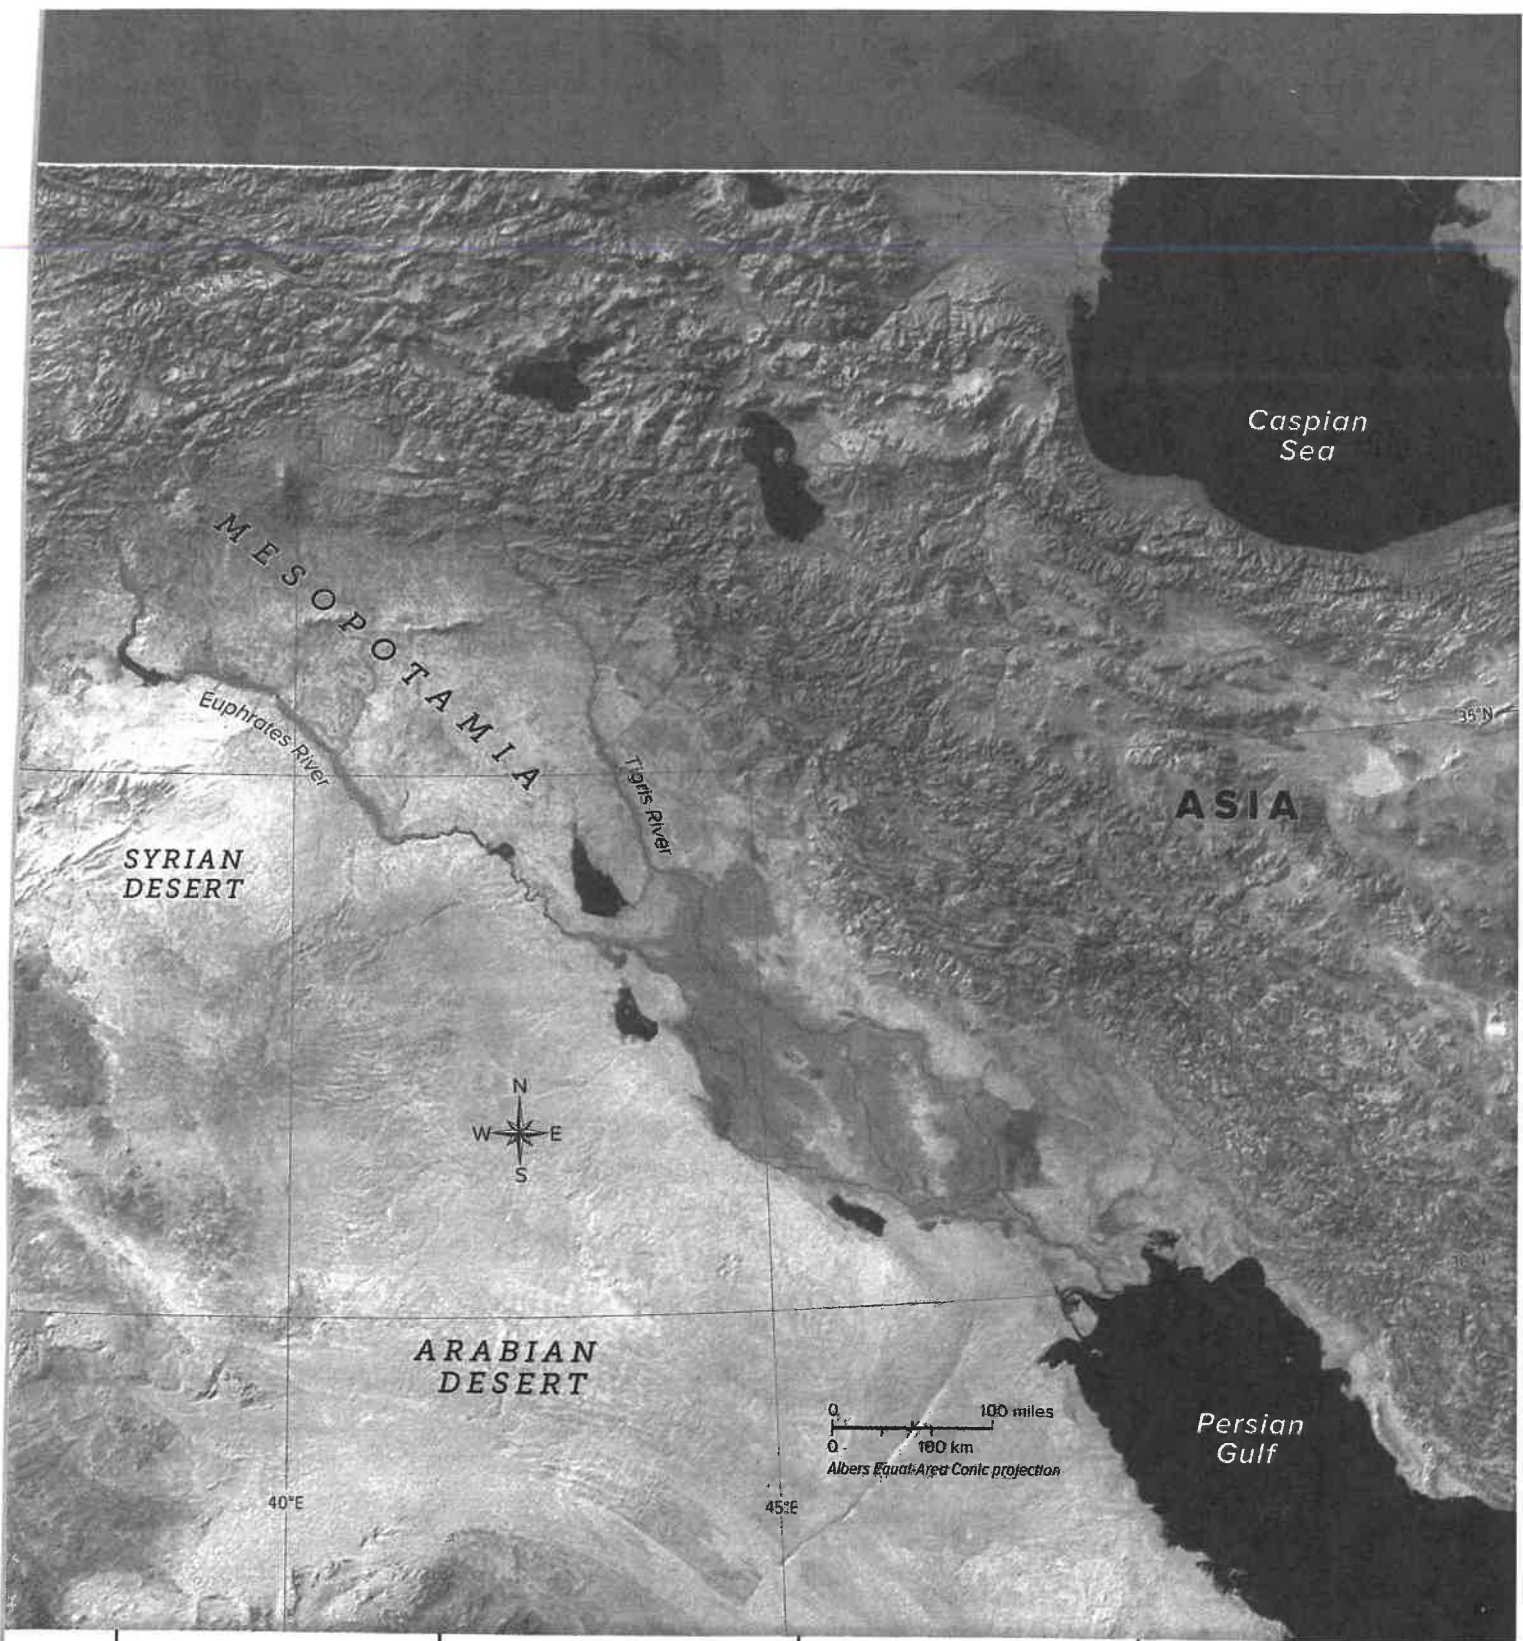 Caspian
Sea
MESOPOTAMIA
Euphrates River
35°N
Tigris River
ASIA
SYRIAN
DESERT
N
W E
S
ARABIAN
DESERT
0 100 miles
0 100 km
Albers Equal-Area Conic projection
Persian
Gulf
40°E
45°E